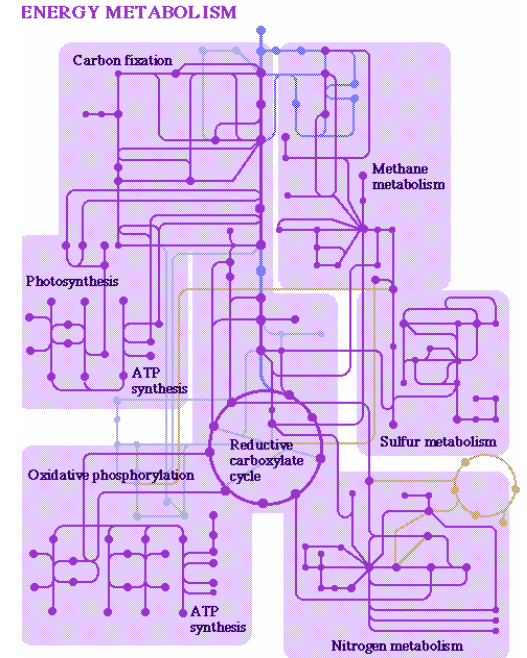 ENERGY METABOLISM
Carbon fixation
Methane
metabolism
Photosynthesis
ATP
synthesis
Sulfur metabolism
Reductive
carboxylate
cycle
Oxidative phosphorylation
ATP
synthesis
Nitrogen metabolism